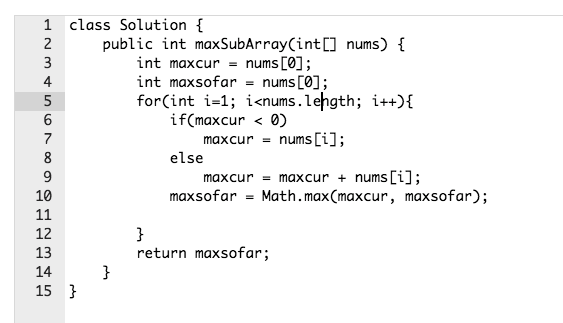 1 class Solution {
2     public int maxSubArray(int[] nums) {
3         int maxcur = nums[0];
4         int maxsofar = nums[0];
5         for(int i=1; i<nums.length; i++){
6             if(maxcur < 0)
7                 maxcur = nums[i];
8             else
9                 maxcur = maxcur + nums[i];
10             maxsofar = Math.max(maxcur, maxsofar);
11
12         }
13         return maxsofar;
14     }
15 }